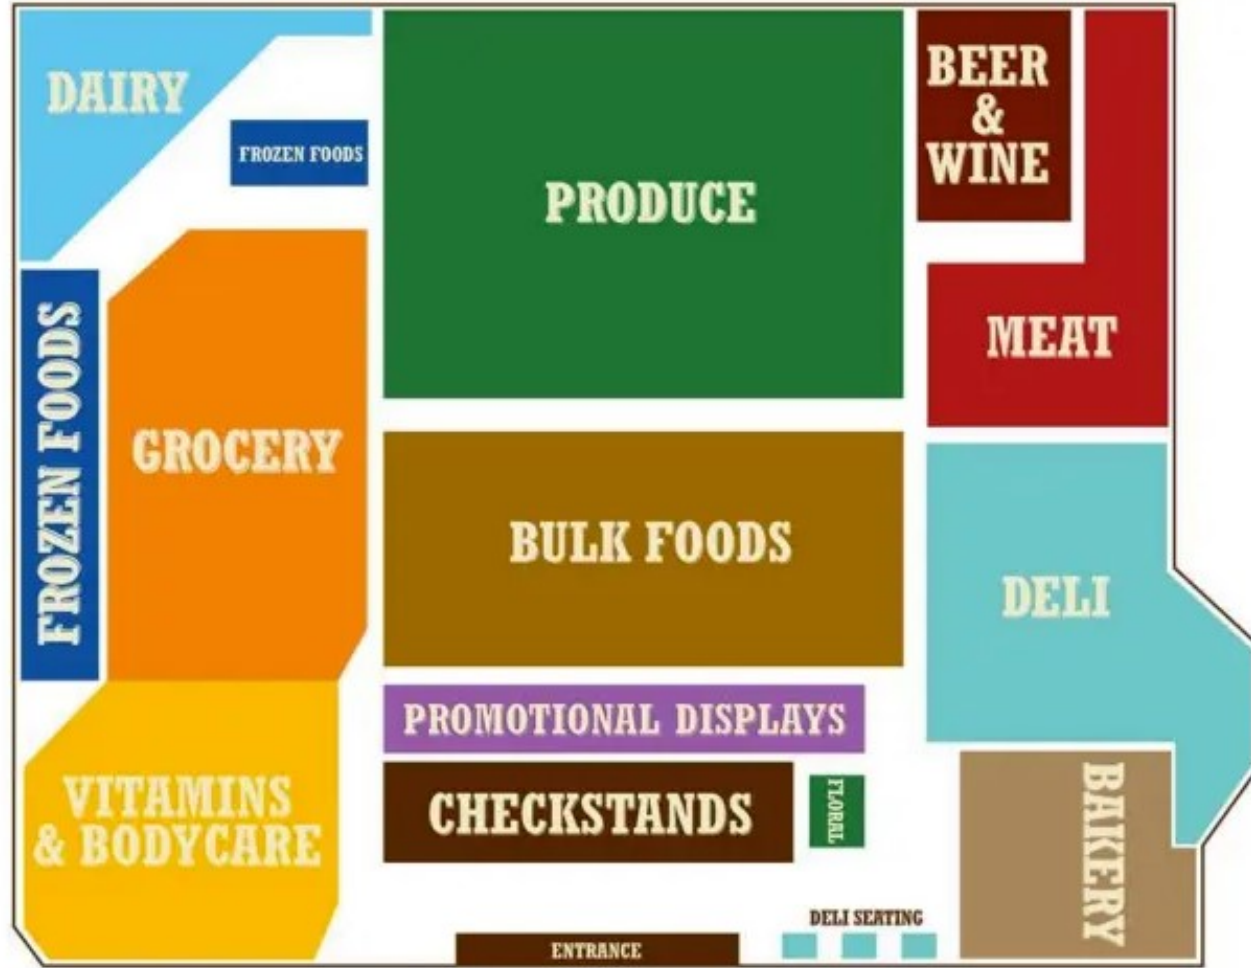 DAIRY
FROZEN FOODS
PRODUCE
BEER
&
WINE
MEAT
FROZEN FOODS
GROCERY
BULK FOODS
DELI
PROMOTIONAL DISPLAYS
VITAMINS
& BODYCARE
CHECKSTANDS
FLORAL
BAKERY
DELI SEATING
ENTRANCE